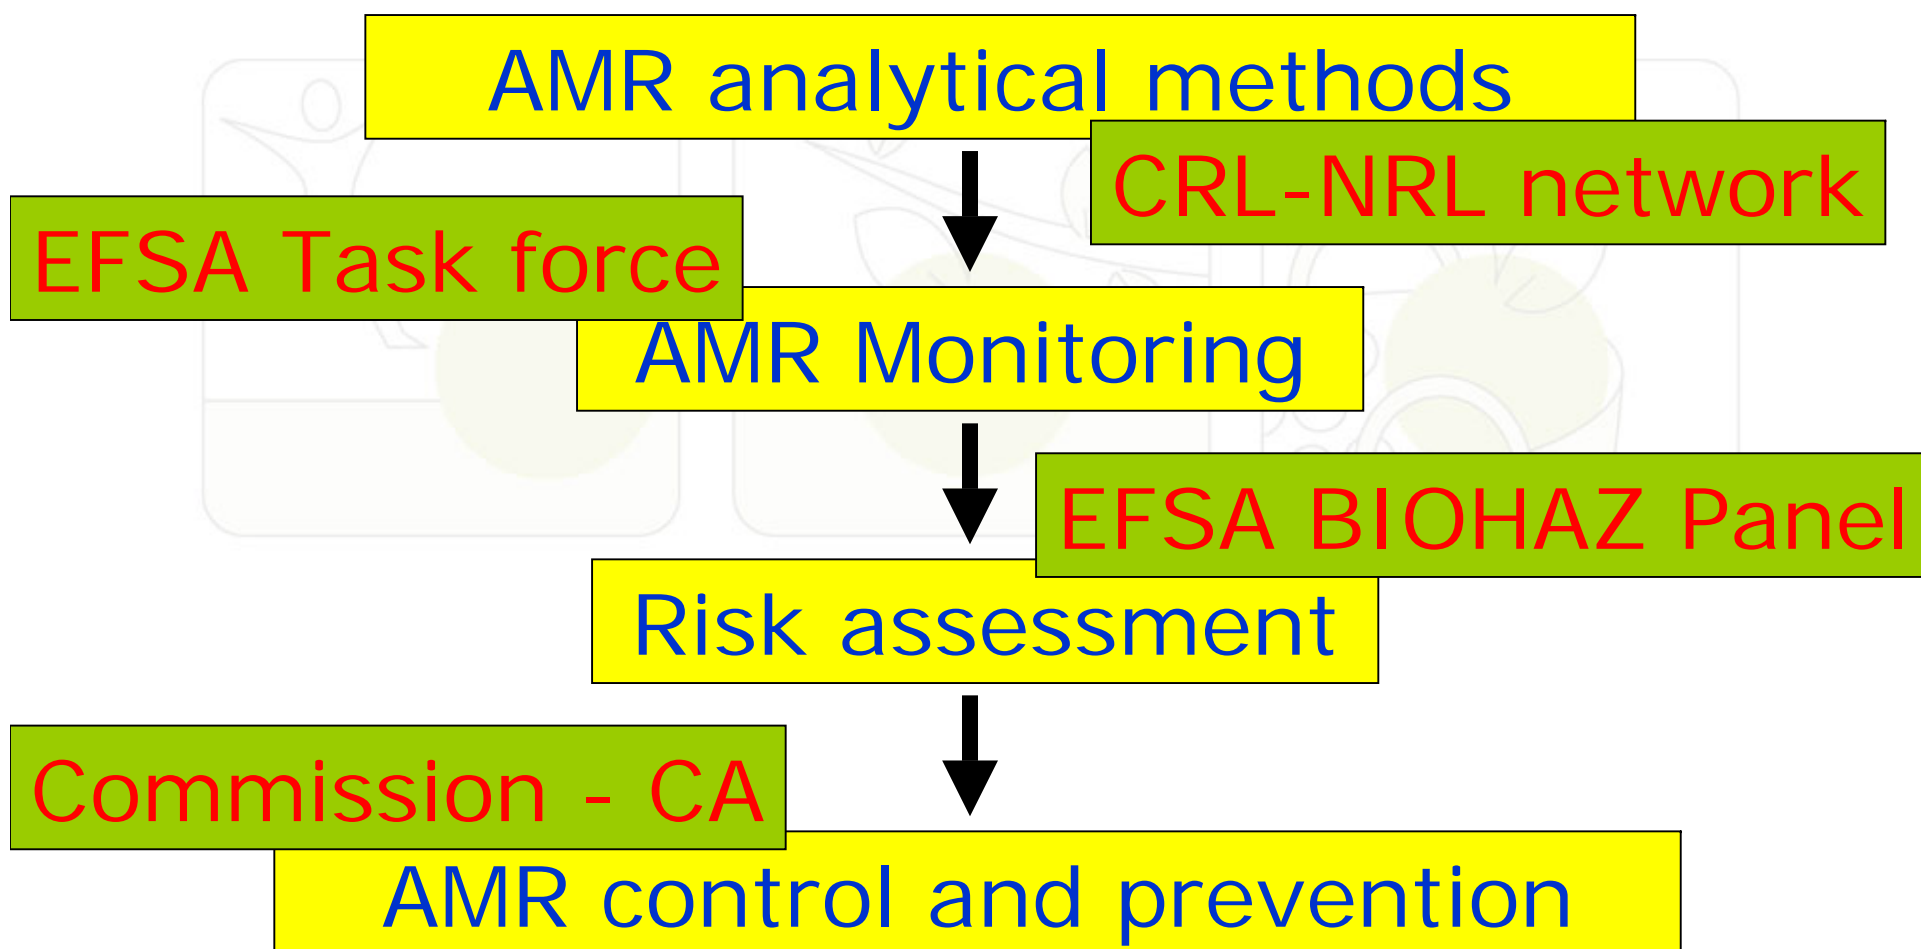 AMR analytical methods
CRL-NRL network
EFSA Task force
AMR Monitoring
EFSA BIOHAZ Panel
Risk assessment
Commission - CA
AMR control and prevention